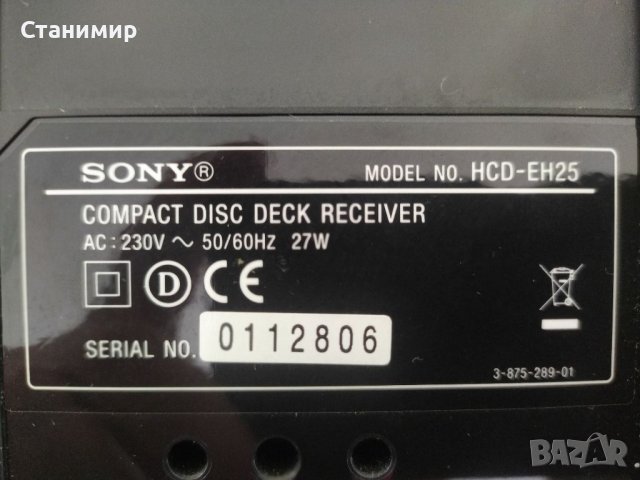 Станимир
SONY® MODEL NO. HCD-EH25
COMPACT DISC DECK RECEIVER
AC: 230V ~ 50/60Hz 27W
D CE
SERIAL NO. 0112806
3-875-289-01
BAZAR